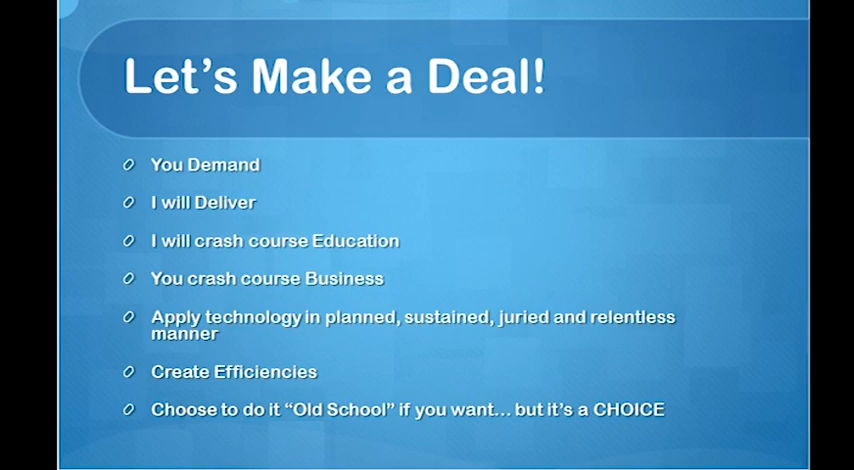 Let's Make a Deal!
You Demand
I will Deliver
I will crash course Education
You crash course Business
Apply technology in planned, sustained, juried and relentless
manner
Create Efficiencies
Choose to do it “Old School” if you want... but it's a CHOICE